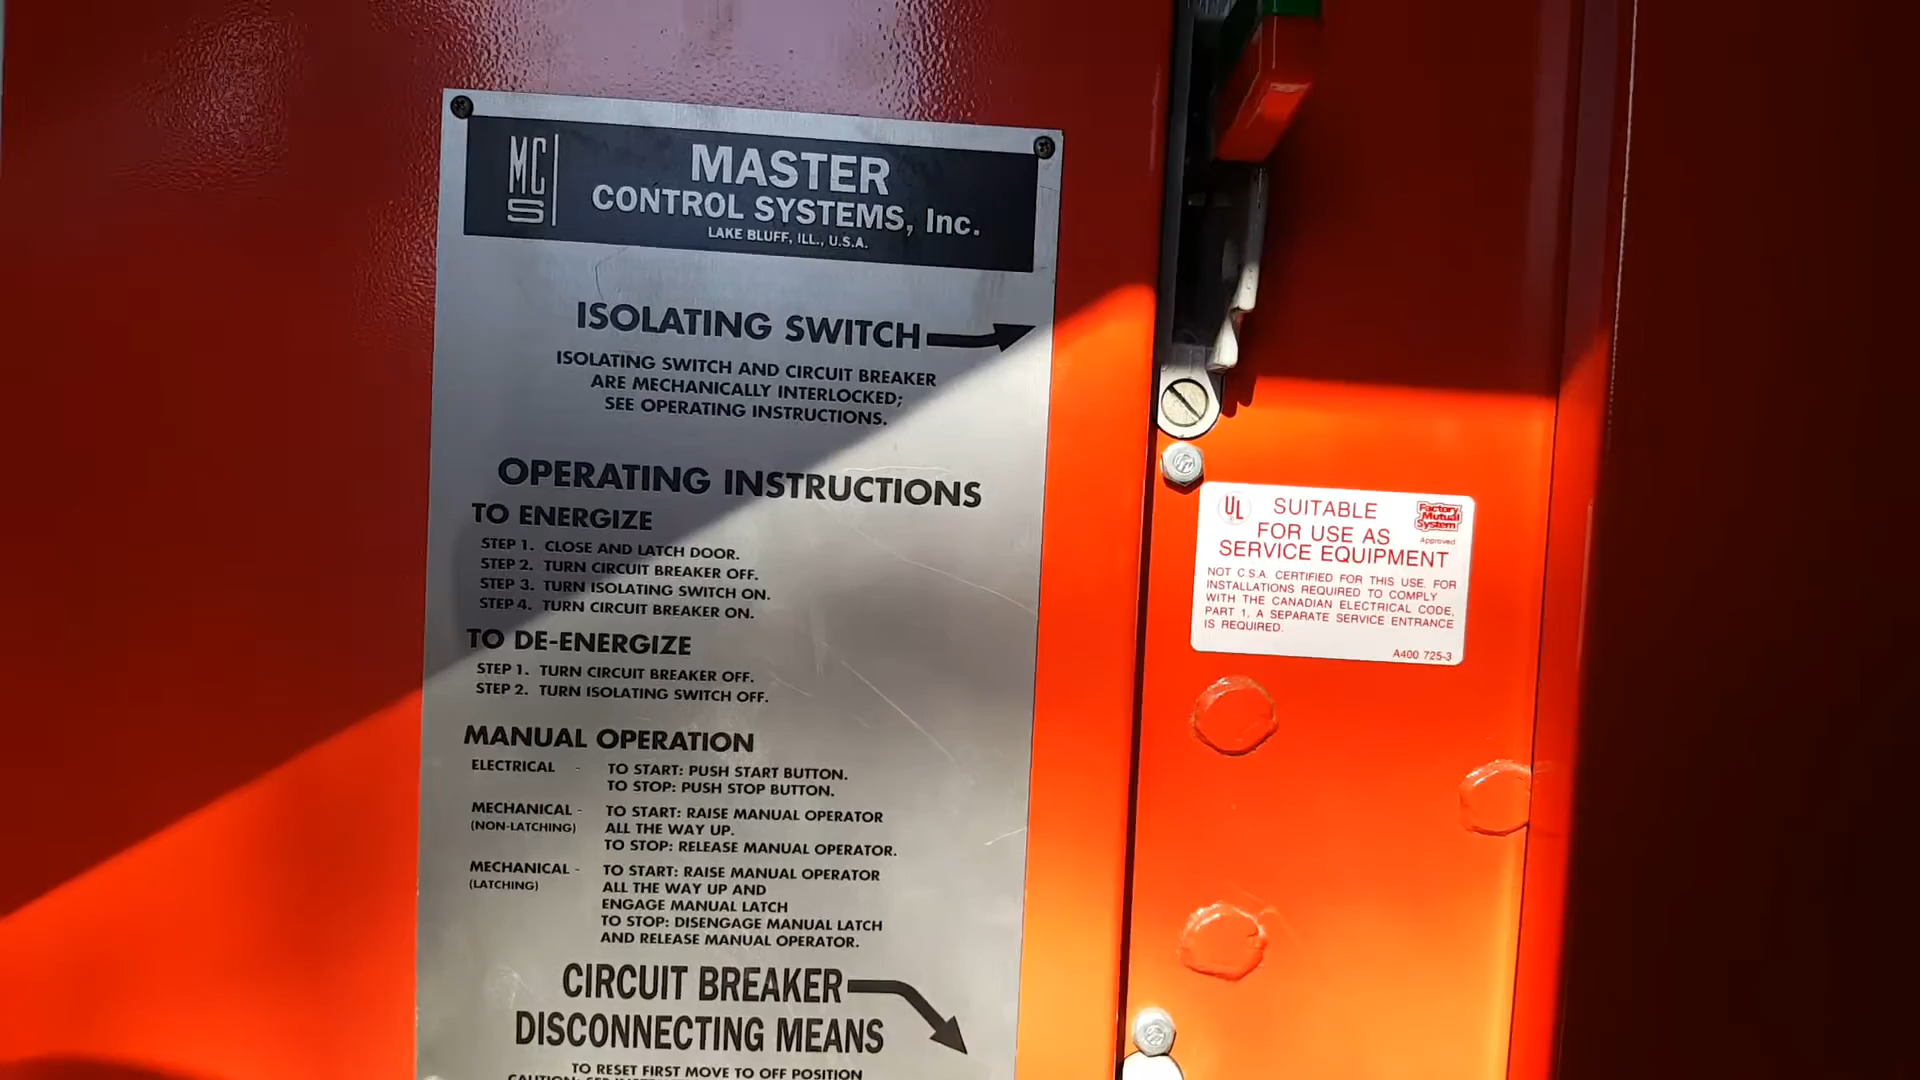 MCS
MASTER
CONTROL SYSTEMS, Inc.
LAKE BLUFF, ILL., U.S.A.
ISOLATING SWITCH
ISOLATING SWITCH AND CIRCUIT BREAKER
ARE MECHANICALLY INTERLOCKED;
SEE OPERATING INSTRUCTIONS.
OPERATING INSTRUCTIONS
TO ENERGIZE
STEP 1. CLOSE AND LATCH DOOR.
STEP 2. TURN CIRCUIT BREAKER OFF.
STEP 3. TURN ISOLATING SWITCH ON.
STEP 4. TURN CIRCUIT BREAKER ON.
TO DE-ENERGIZE
STEP 1. TURN CIRCUIT BREAKER OFF.
STEP 2. TURN ISOLATING SWITCH OFF.
MANUAL OPERATION
ELECTRICAL - TO START: PUSH START BUTTON.
TO STOP: PUSH STOP BUTTON.
MECHANICAL - TO START: RAISE MANUAL OPERATOR
(NON-LATCHING) ALL THE WAY UP.
TO STOP: RELEASE MANUAL OPERATOR.
MECHANICAL - TO START: RAISE MANUAL OPERATOR
(LATCHING) ALL THE WAY UP AND
ENGAGE MANUAL LATCH
TO STOP: DISENGAGE MANUAL LATCH
AND RELEASE MANUAL OPERATOR.
CIRCUIT BREAKER
DISCONNECTING MEANS
TO RESET FIRST MOVE TO OFF POSITION
UL
SUITABLE
FOR USE AS
SERVICE EQUIPMENT
Factory
Mutual
System
Approved
NOT C.S.A. CERTIFIED FOR THIS USE. FOR
INSTALLATIONS REQUIRED TO COMPLY
WITH THE CANADIAN ELECTRICAL CODE,
PART 1, A SEPARATE SERVICE ENTRANCE
IS REQUIRED.
A400 725-3